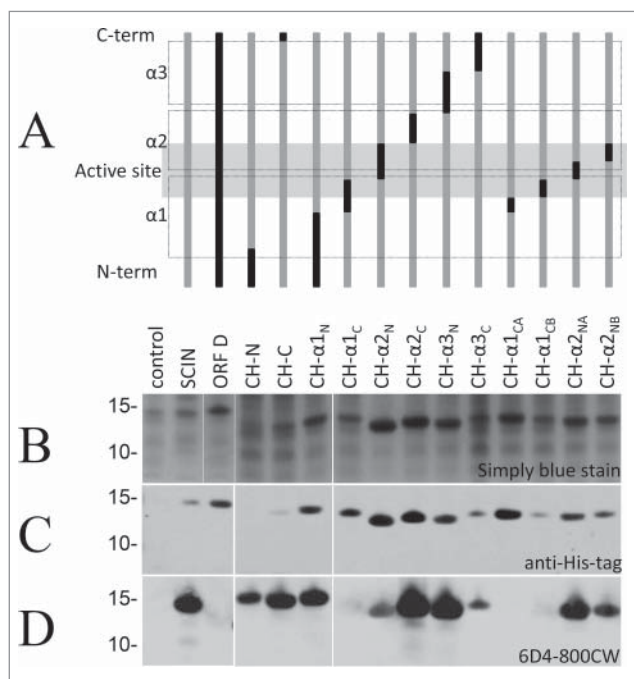 A
C-term
α3
α2
Active site
α1
N-term
control
SCIN
ORF D
CH-N
CH-C
CH-α1N
CH-α1C
CH-α2N
CH-α2C
CH-α3N
CH-α3C
CH-α1CA
CH-α1CB
CH-α2NA
CH-α2NB
B
15-
10-
Simply blue stain
C
15-
10-
anti-His-tag
D
15-
10-
6D4-800CW